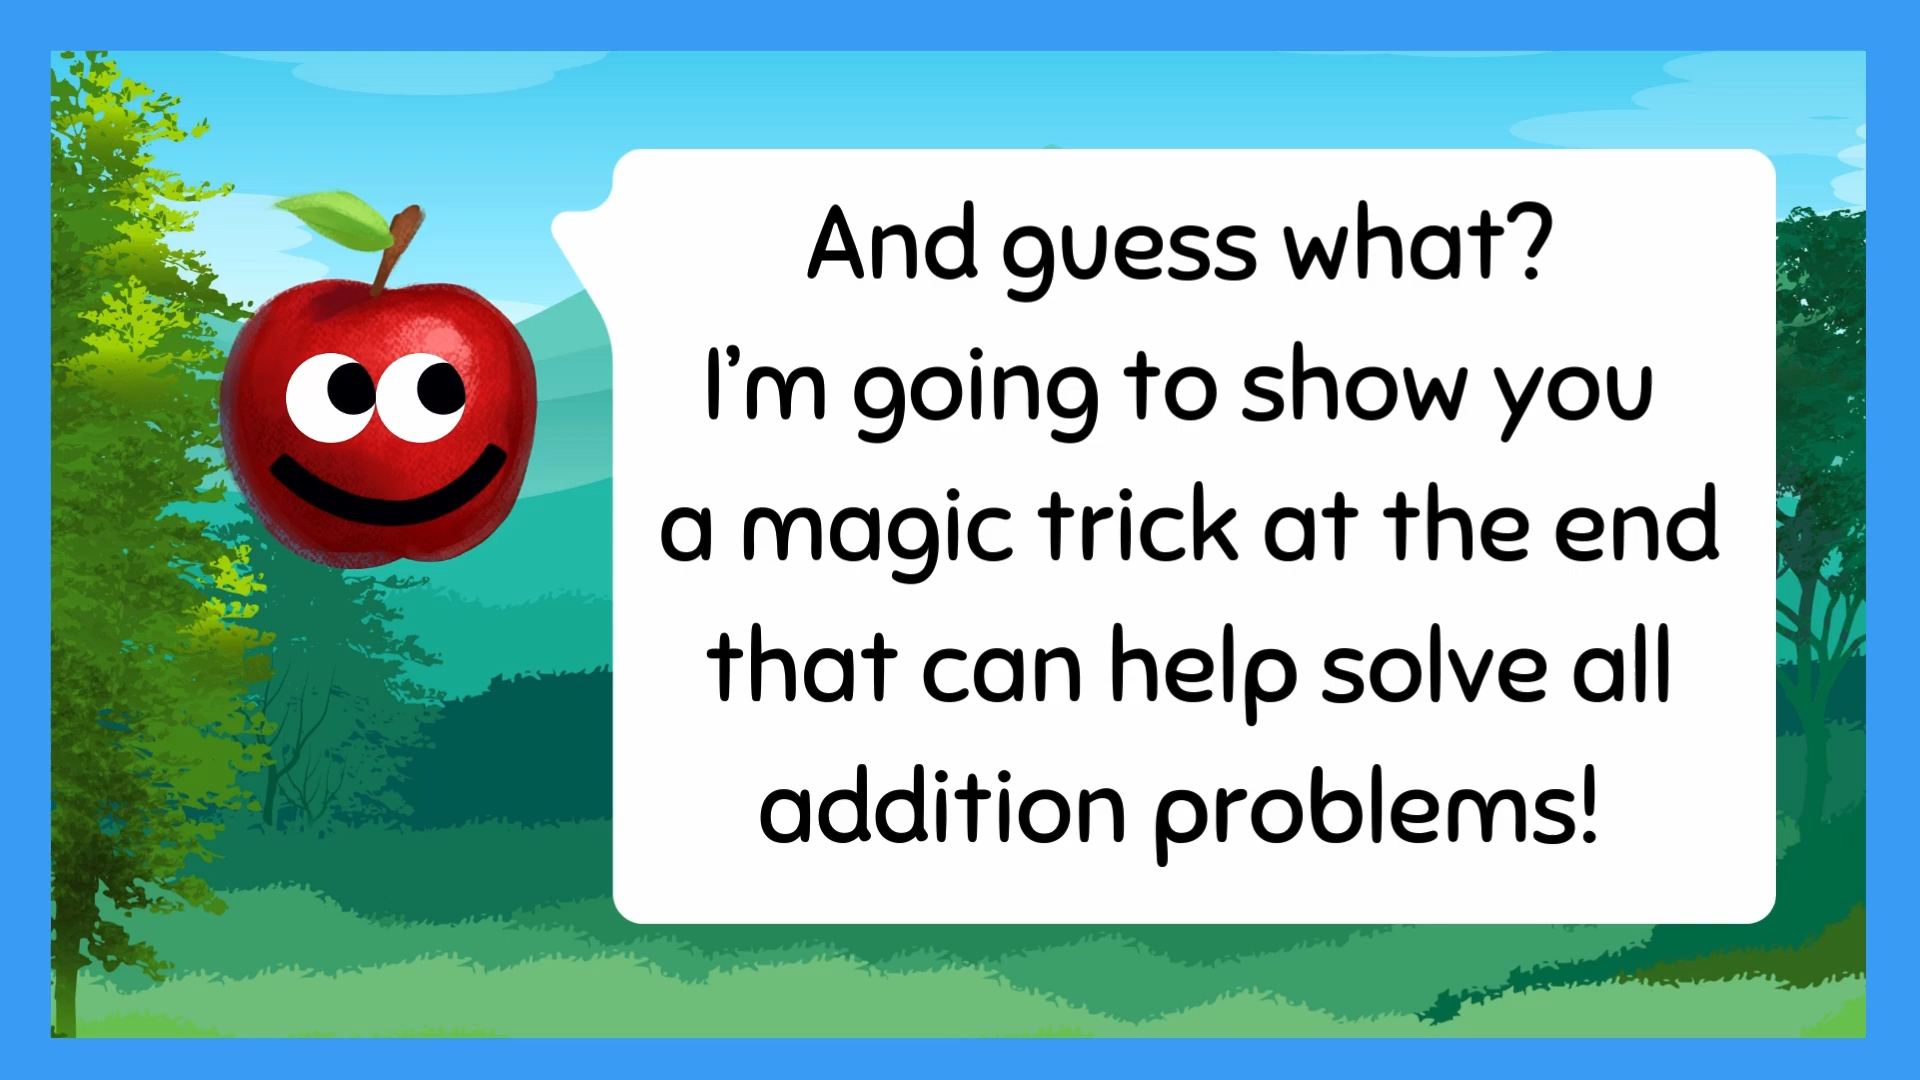 And guess what?
I’m going to show you
a magic trick at the end
that can help solve all
addition problems!